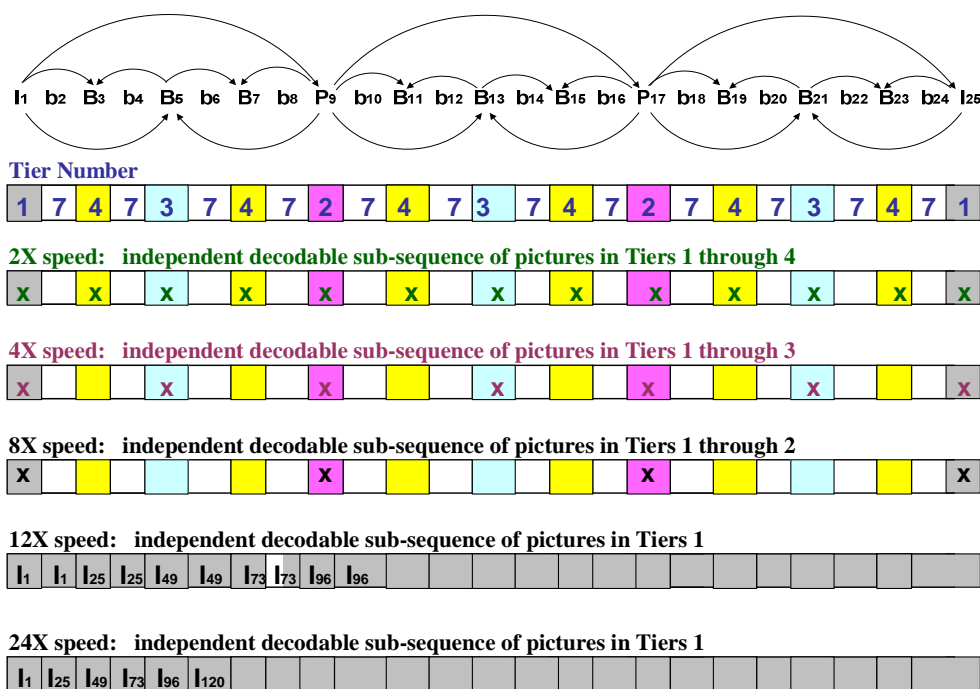 I1 b2 B3 b4 B5 b6 B7 b8 P9 b10 B11 b12 B13 b14 B15 b16 P17 b18 B19 b20 B21 b22 B23 b24 I25
Tier Number
1 7 4 7 3 7 4 7 2 7 4 7 3 7 4 7 2 7 4 7 3 7 4 7 1
2X speed: independent decodable sub-sequence of pictures in Tiers 1 through 4
x x x x x x x x x x x x x
4X speed: independent decodable sub-sequence of pictures in Tiers 1 through 3
x x x x x x x
8X speed: independent decodable sub-sequence of pictures in Tiers 1 through 2
x x x x
12X speed: independent decodable sub-sequence of pictures in Tiers 1
I1 I1 I25 I25 I49 I49 I73 I73 I96 I96
24X speed: independent decodable sub-sequence of pictures in Tiers 1
I1 I25 I49 I73 I96 I120